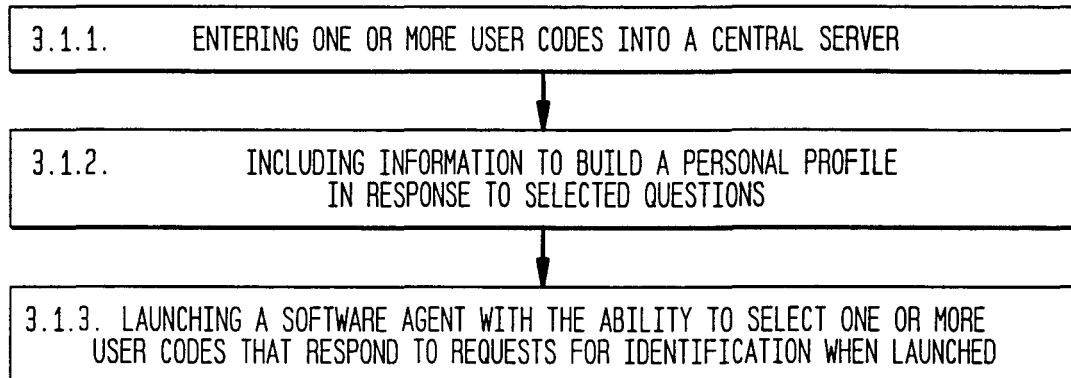 3.1.1. ENTERING ONE OR MORE USER CODES INTO A CENTRAL SERVER
3.1.2. INCLUDING INFORMATION TO BUILD A PERSONAL PROFILE
IN RESPONSE TO SELECTED QUESTIONS
3.1.3. LAUNCHING A SOFTWARE AGENT WITH THE ABILITY TO SELECT ONE OR MORE
USER CODES THAT RESPOND TO REQUESTS FOR IDENTIFICATION WHEN LAUNCHED